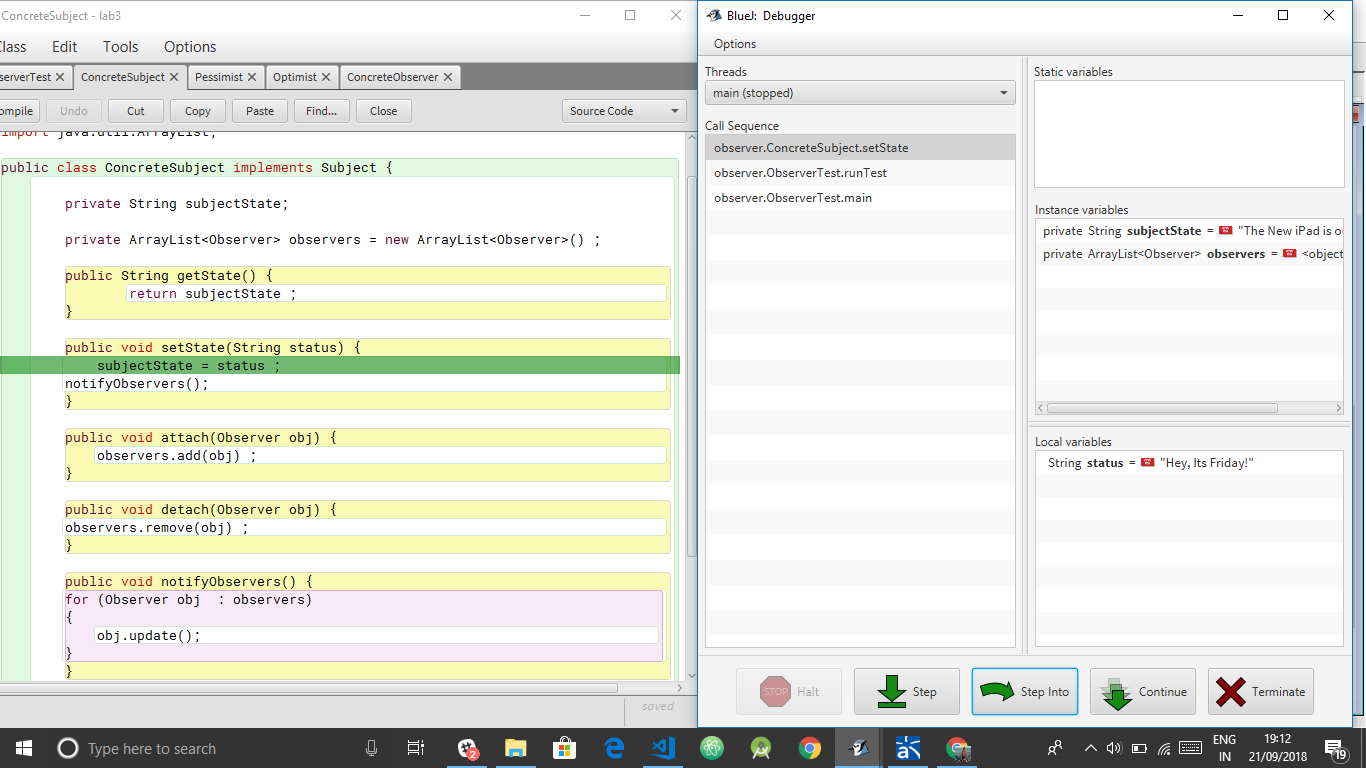 ConcreteSubject - lab3
Class Edit Tools Options
serverTest ConcreteSubject Pessimist Optimist ConcreteObserver
ompile Undo Cut Copy Paste Find... Close Source Code
import java.util.ArrayList;
public class ConcreteSubject implements Subject {
private String subjectState;
private ArrayList<Observer> observers = new ArrayList<Observer>() ;
public String getState() {
return subjectState ;
}
public void setState(String status) {
subjectState = status ;
notifyObservers();
}
public void attach(Observer obj) {
observers.add(obj) ;
}
public void detach(Observer obj) {
observers.remove(obj) ;
}
public void notifyObservers() {
for (Observer obj  : observers)
{
obj.update();
}
}
saved
BlueJ: Debugger
Options
Threads
main (stopped)
Call Sequence
observer.ConcreteSubject.setState
observer.ObserverTest.runTest
observer.ObserverTest.main
Static variables
Instance variables
private String subjectState = "The New iPad is o
private ArrayList<Observer> observers = <object
Local variables
String status = "Hey, Its Friday!"
STOP Halt Step Step Into Continue Terminate
Type here to search
2
ENG
IN
19:12
21/09/2018
19